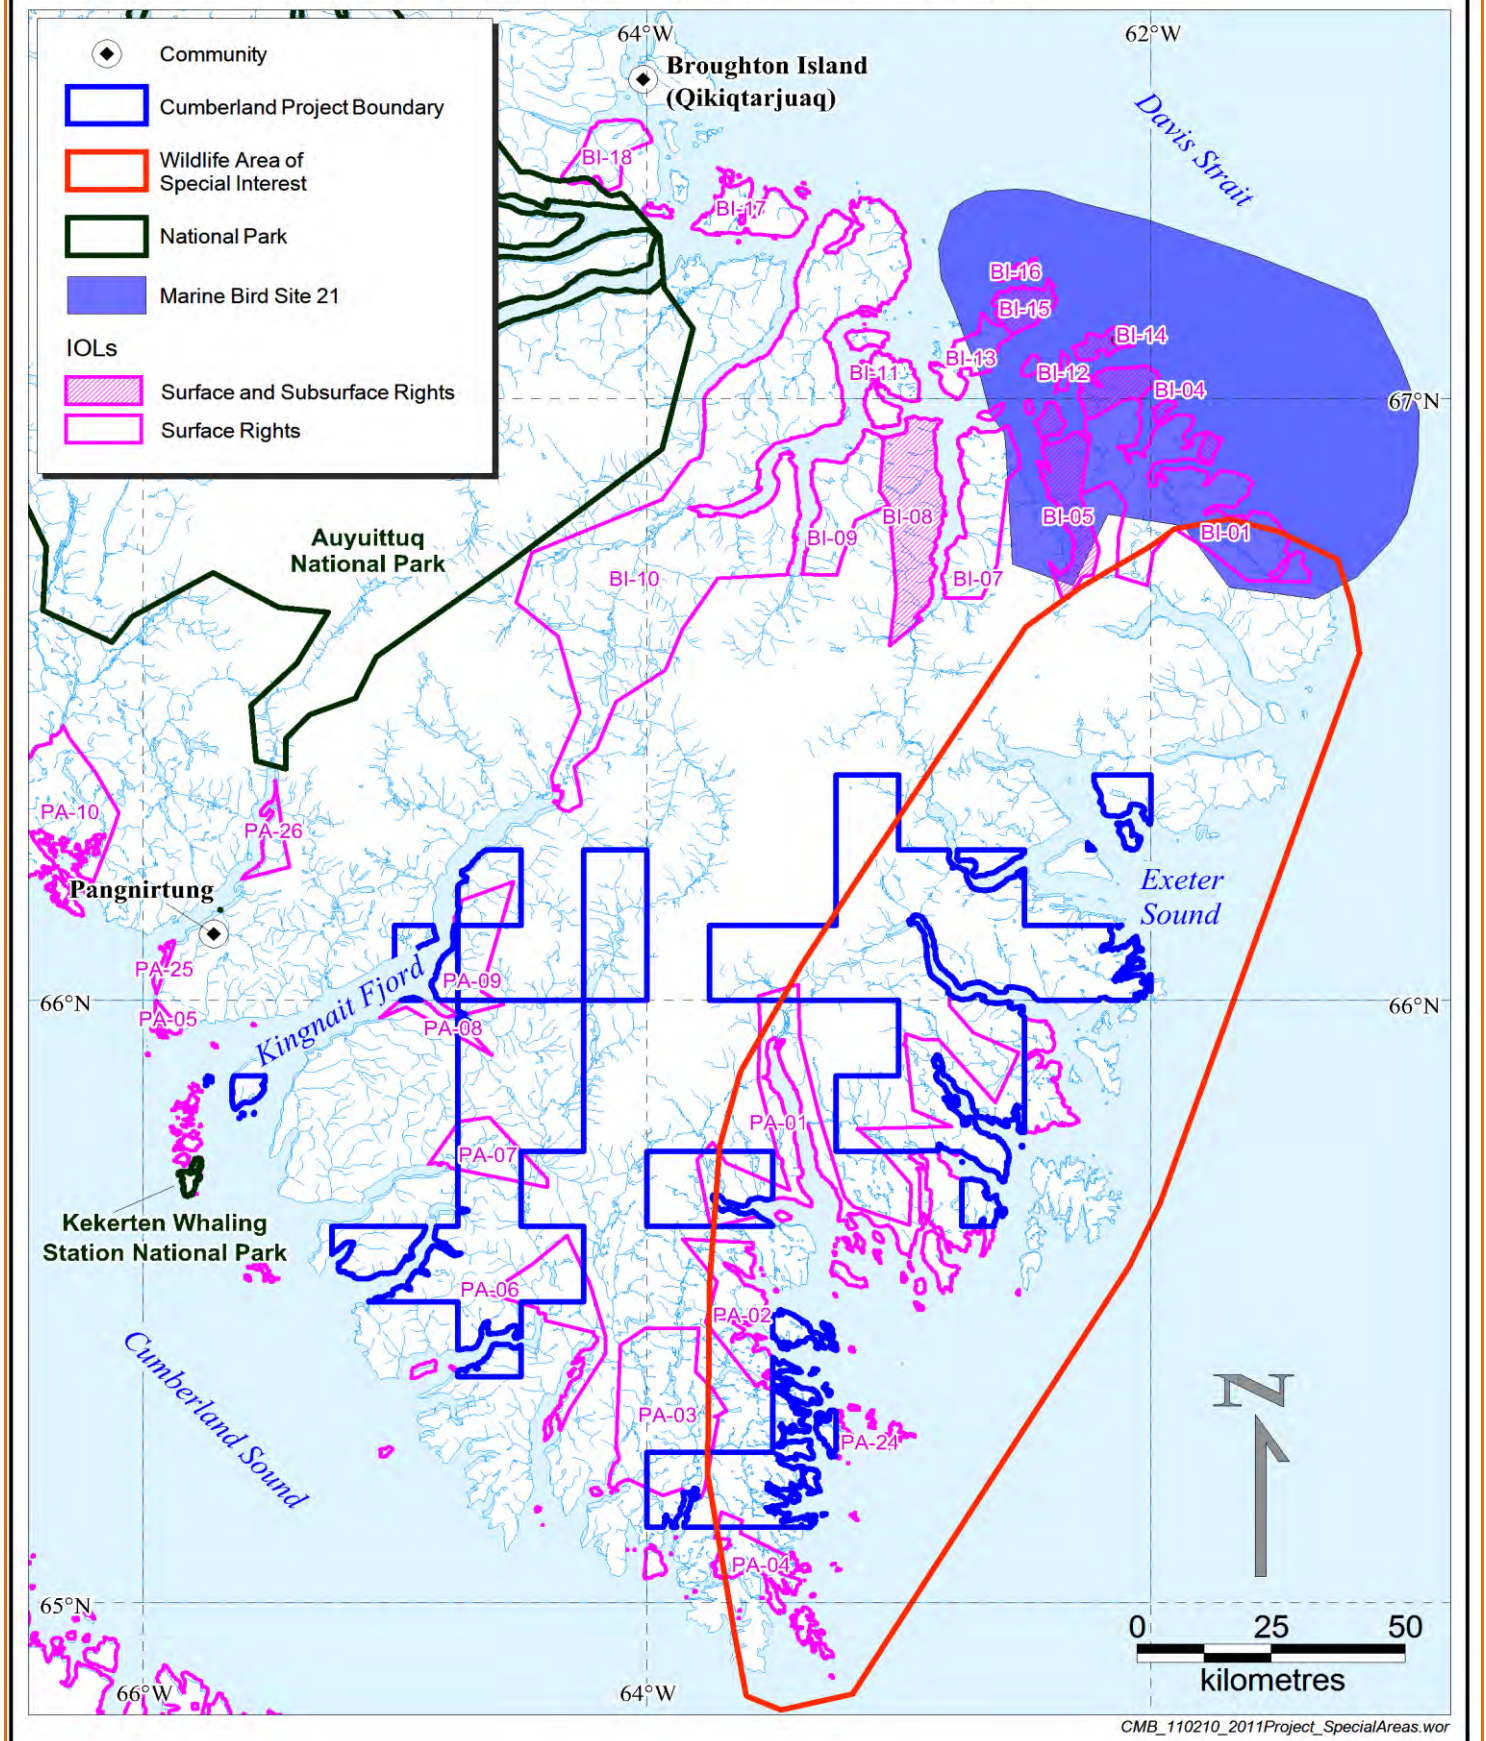 Community
Cumberland Project Boundary
Wildlife Area of
Special Interest
National Park
Marine Bird Site 21
IOLs
Surface and Subsurface Rights
Surface Rights
64°W
62°W
Broughton Island
(Qikiqtarjuaq)
Davis Strait
BI-18
BI-17
BI-16
BI-15
BI-14
BI-13
BI-12
BI-11
BI-04
67°N
BI-08
BI-05
BI-09
BI-01
BI-10
BI-07
Auyuittuq
National Park
PA-10
PA-26
Pangnirtung
Exeter
Sound
PA-25
PA-09
66°N
66°N
PA-05
PA-08
Kingnait Fjord
PA-01
PA-07
Kekerten Whaling
Station National Park
PA-06
PA-02
Cumberland Sound
N
PA-03
PA-24
PA-04
65°N
0 25 50
kilometres
66°W
64°W
CMB_110210_2011Project_SpecialAreas.wor